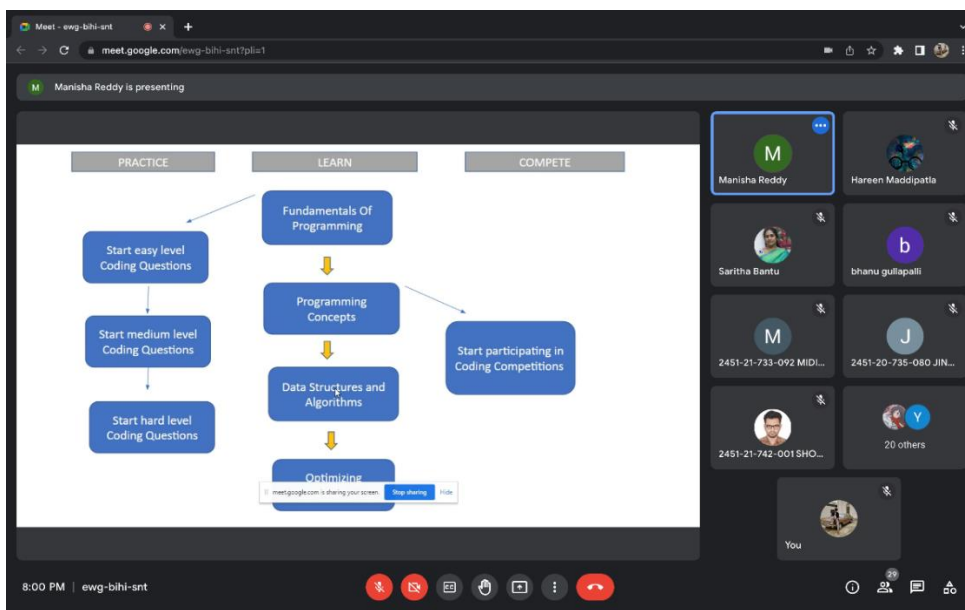 Meet - ewg-bihi-snt
meet.google.com/ewg-bihi-snt?pli=1
M Manisha Reddy is presenting
PRACTICE LEARN COMPETE
Fundamentals Of
Programming
Start easy level
Coding Questions
Programming
Concepts
Start medium level
Coding Questions
Start participating in
Coding Competitions
Data Structures and
Algorithms
Start hard level
Coding Questions
Optimizing
meet.google.com is sharing your screen. Stop sharing Hide
M
Manisha Reddy
Hareen Maddipatla
Saritha Bantu
b
bhanu gullapalli
M
2451-21-733-092 MIDI...
J
2451-20-735-080 JIN...
2451-21-742-001 SHO...
Y
20 others
You
8:00 PM | ewg-bihi-snt
CC
29